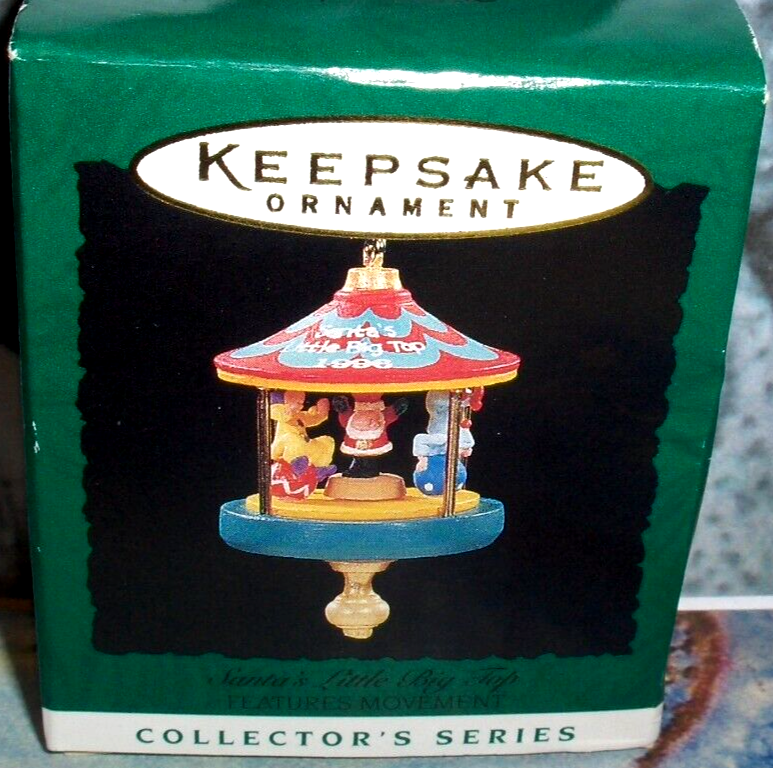 KEEPSAKE
ORNAMENT
Santa's
Little Big Top
1996
Santa's Little Big Top
FEATURES MOVEMENT
COLLECTOR'S SERIES